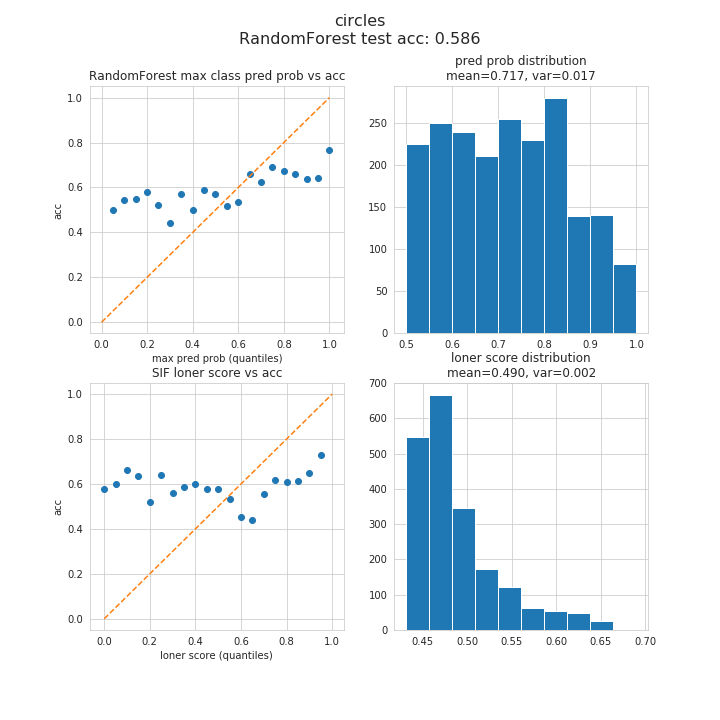 circles
RandomForest test acc: 0.586
RandomForest max class pred prob vs acc
1.0
0.8
0.6
0.4
0.2
0.0
acc
0.0 0.2 0.4 0.6 0.8 1.0
max pred prob (quantiles)
pred prob distribution
mean=0.717, var=0.017
250
200
150
100
50
0
0.5 0.6 0.7 0.8 0.9 1.0
SIF loner score vs acc
1.0
0.8
0.6
0.4
0.2
0.0
acc
0.0 0.2 0.4 0.6 0.8 1.0
loner score (quantiles)
loner score distribution
mean=0.490, var=0.002
700
600
500
400
300
200
100
0
0.45 0.50 0.55 0.60 0.65 0.70